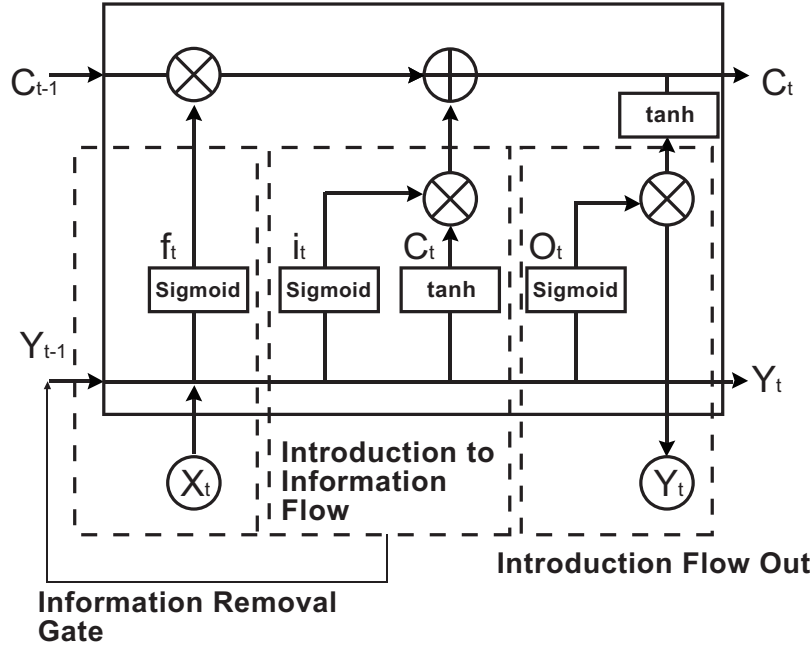 Ct-1
Ct
tanh
ft
it
Ct
Ot
Sigmoid
Sigmoid
tanh
Sigmoid
Yt-1
Yt
Xt
Introduction to
Information
Flow
Yt
Introduction Flow Out
Information Removal
Gate